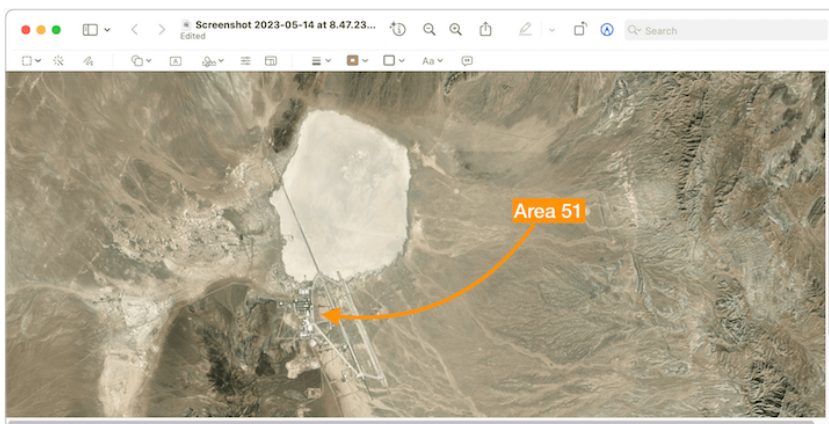 Screenshot 2023-05-14 at 8.47.23...
Edited
Search
A
Aa
Area 51